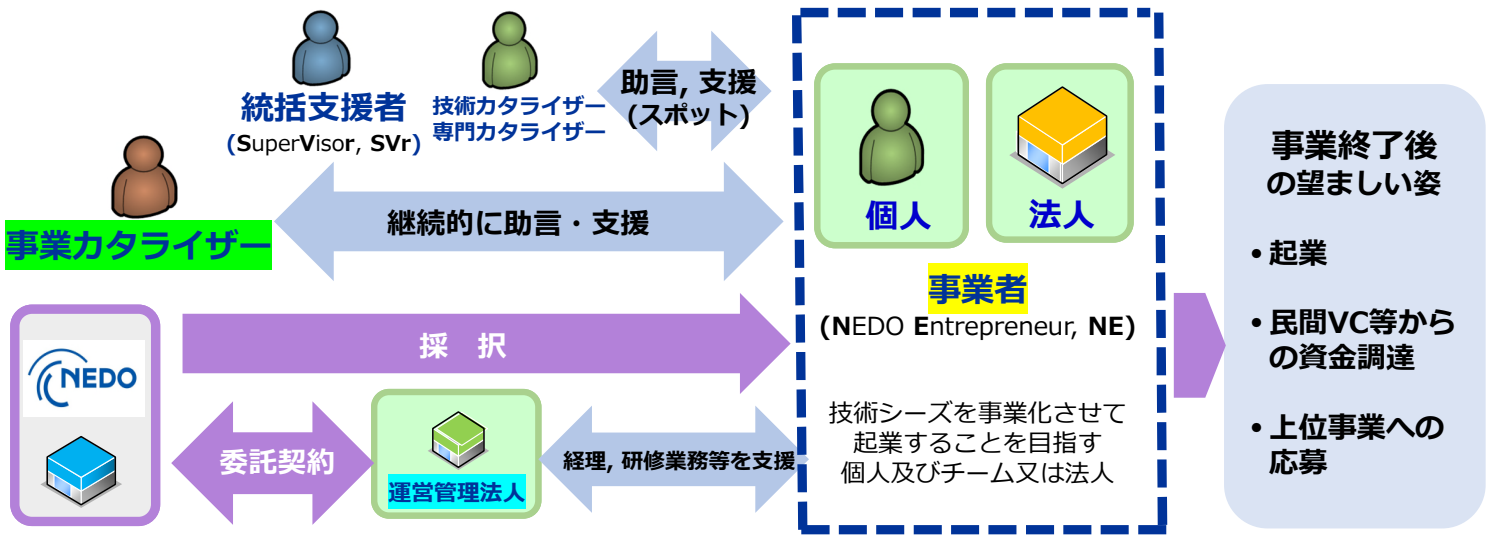 統括支援者
(SuperVisor, SVr)
技術カタライザー
専門カタライザー
助言, 支援
(スポット)
事業カタライザー
継続的に助言・支援
個人
法人
事業者
(NEDO Entrepreneur, NE)
技術シーズを事業化させて
起業することを目指す
個人及びチーム又は法人
NEDO
採 択
委託契約
運営管理法人
経理, 研修業務等を支援
事業終了後
の望ましい姿
• 起業
• 民間VC等から
の資金調達
• 上位事業への
応募